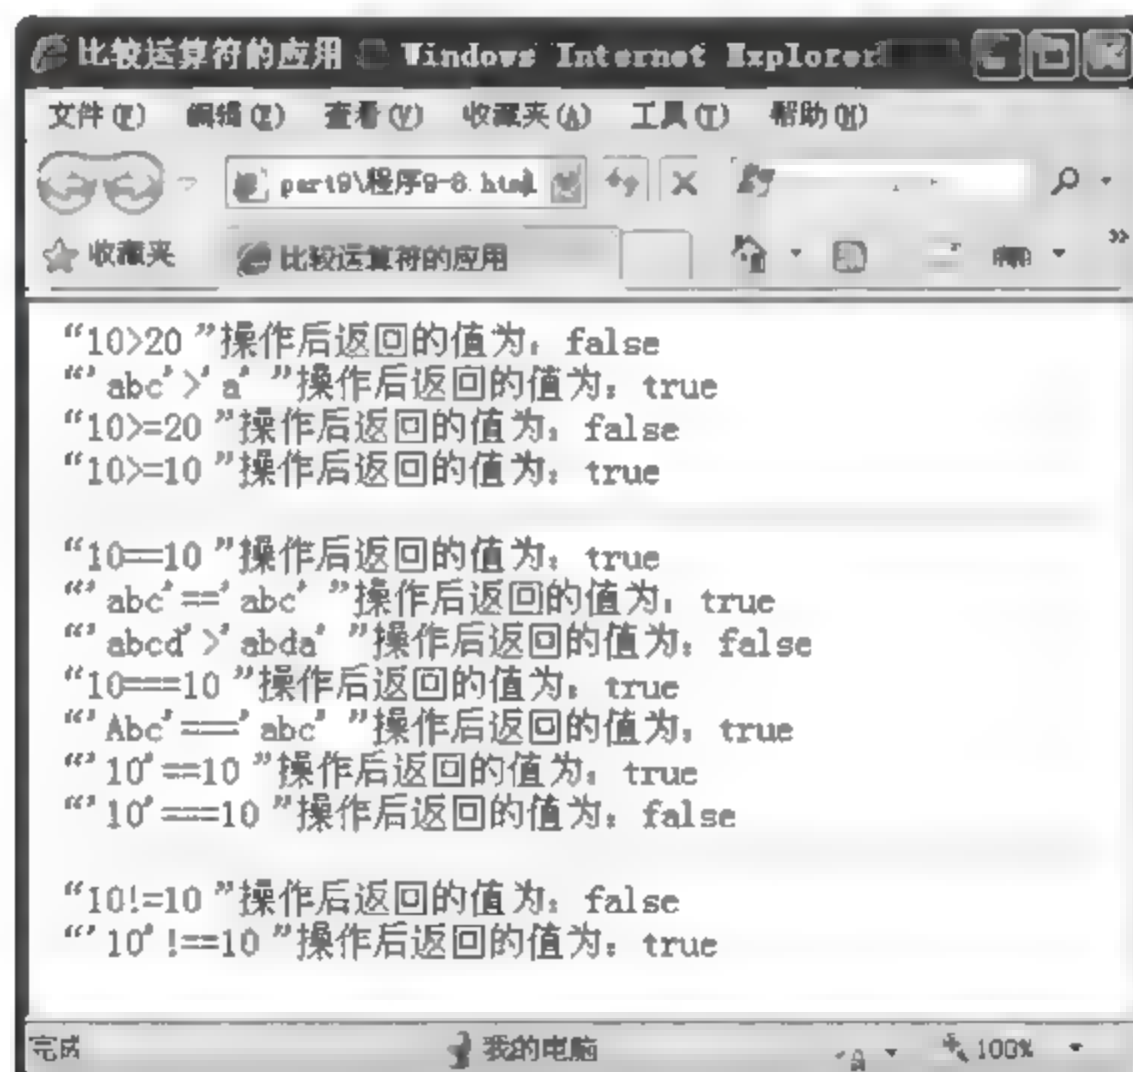 比较运算符的应用 Windows Internet Explorer
文件(F) 编辑(E) 查看(V) 收藏夹(A) 工具(T) 帮助(H)
part9\程序9-8.html
收藏夹 比较运算符的应用
“10>20 ”操作后返回的值为：false
“'abc'>'a' ”操作后返回的值为：true
“10>=20 ”操作后返回的值为：false
“10>=10 ”操作后返回的值为：true
“10==10 ”操作后返回的值为：true
“'abc'=='abc' ”操作后返回的值为：true
“'abcd'>'abda' ”操作后返回的值为：false
“10===10 ”操作后返回的值为：true
“'Abc'==='abc' ”操作后返回的值为：true
“'10'==10 ”操作后返回的值为：true
“'10'===10 ”操作后返回的值为：false
“10!=10 ”操作后返回的值为：false
“'10'!==10 ”操作后返回的值为：true
完成 我的电脑 100%